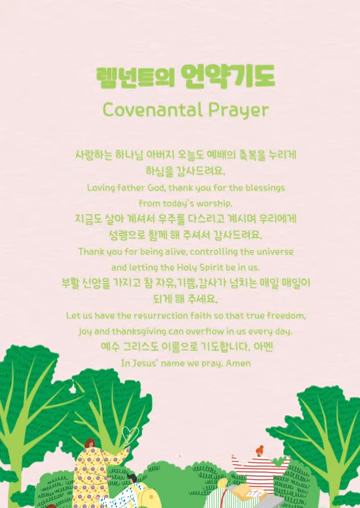 렘넌트의 언약기도
Covenantal Prayer
사랑하는 하나님 아버지 오늘도 예배의 축복을 누리게
하심을 감사드려요.
Loving father God, thank you for the blessings
from today's worship.
지금도 살아 계셔서 우주를 다스리고 계시며 우리에게
성령으로 함께 해 주셔서 감사드려요.
Thank you for being alive, controlling the universe
and letting the Holy Spirit be in us.
부활 신앙을 가지고 참 자유,기쁨,감사가 넘치는 매일 매일이
되게 해 주세요.
Let us have the resurrection faith so that true freedom,
joy and thanksgiving can overflow in us every day.
예수 그리스도 이름으로 기도합니다. 아멘
In Jesus' name we pray. Amen